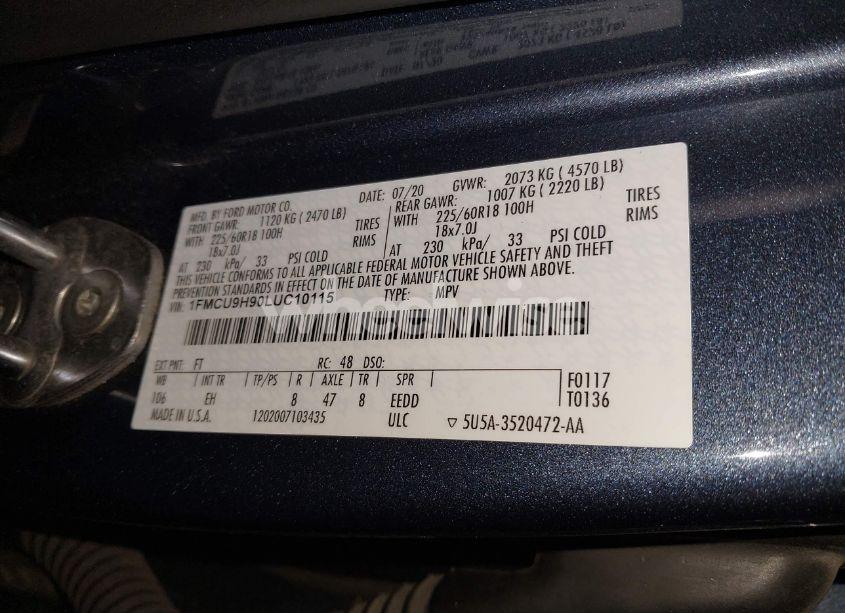 MFD. BY FORD MOTOR CO.
DATE: 07/20 GVWR: 2073 KG ( 4570 LB)
FRONT GAWR: 1120 KG ( 2470 LB)
WITH 225/60R18 100H TIRES
18x7.0J RIMS
AT 230 kPa/ 33 PSI COLD
REAR GAWR: 1007 KG ( 2220 LB)
WITH 225/60R18 100H TIRES
18x7.0J RIMS
AT 230 kPa/ 33 PSI COLD
THIS VEHICLE CONFORMS TO ALL APPLICABLE FEDERAL MOTOR VEHICLE SAFETY AND THEFT
PREVENTION STANDARDS IN EFFECT ON THE DATE OF MANUFACTURE SHOWN ABOVE.
VIN: 1FMCU9H90LUC10115 TYPE: MPV
wheelwise
EXT PNT: FT RC: 48 DSO:
WB INT TR TP/PS R AXLE TR SPR F0117
106 EH 8 47 8 EEDD T0136
MADE IN U.S.A. 1202007103435 ULC ▽ 5U5A-3520472-AA